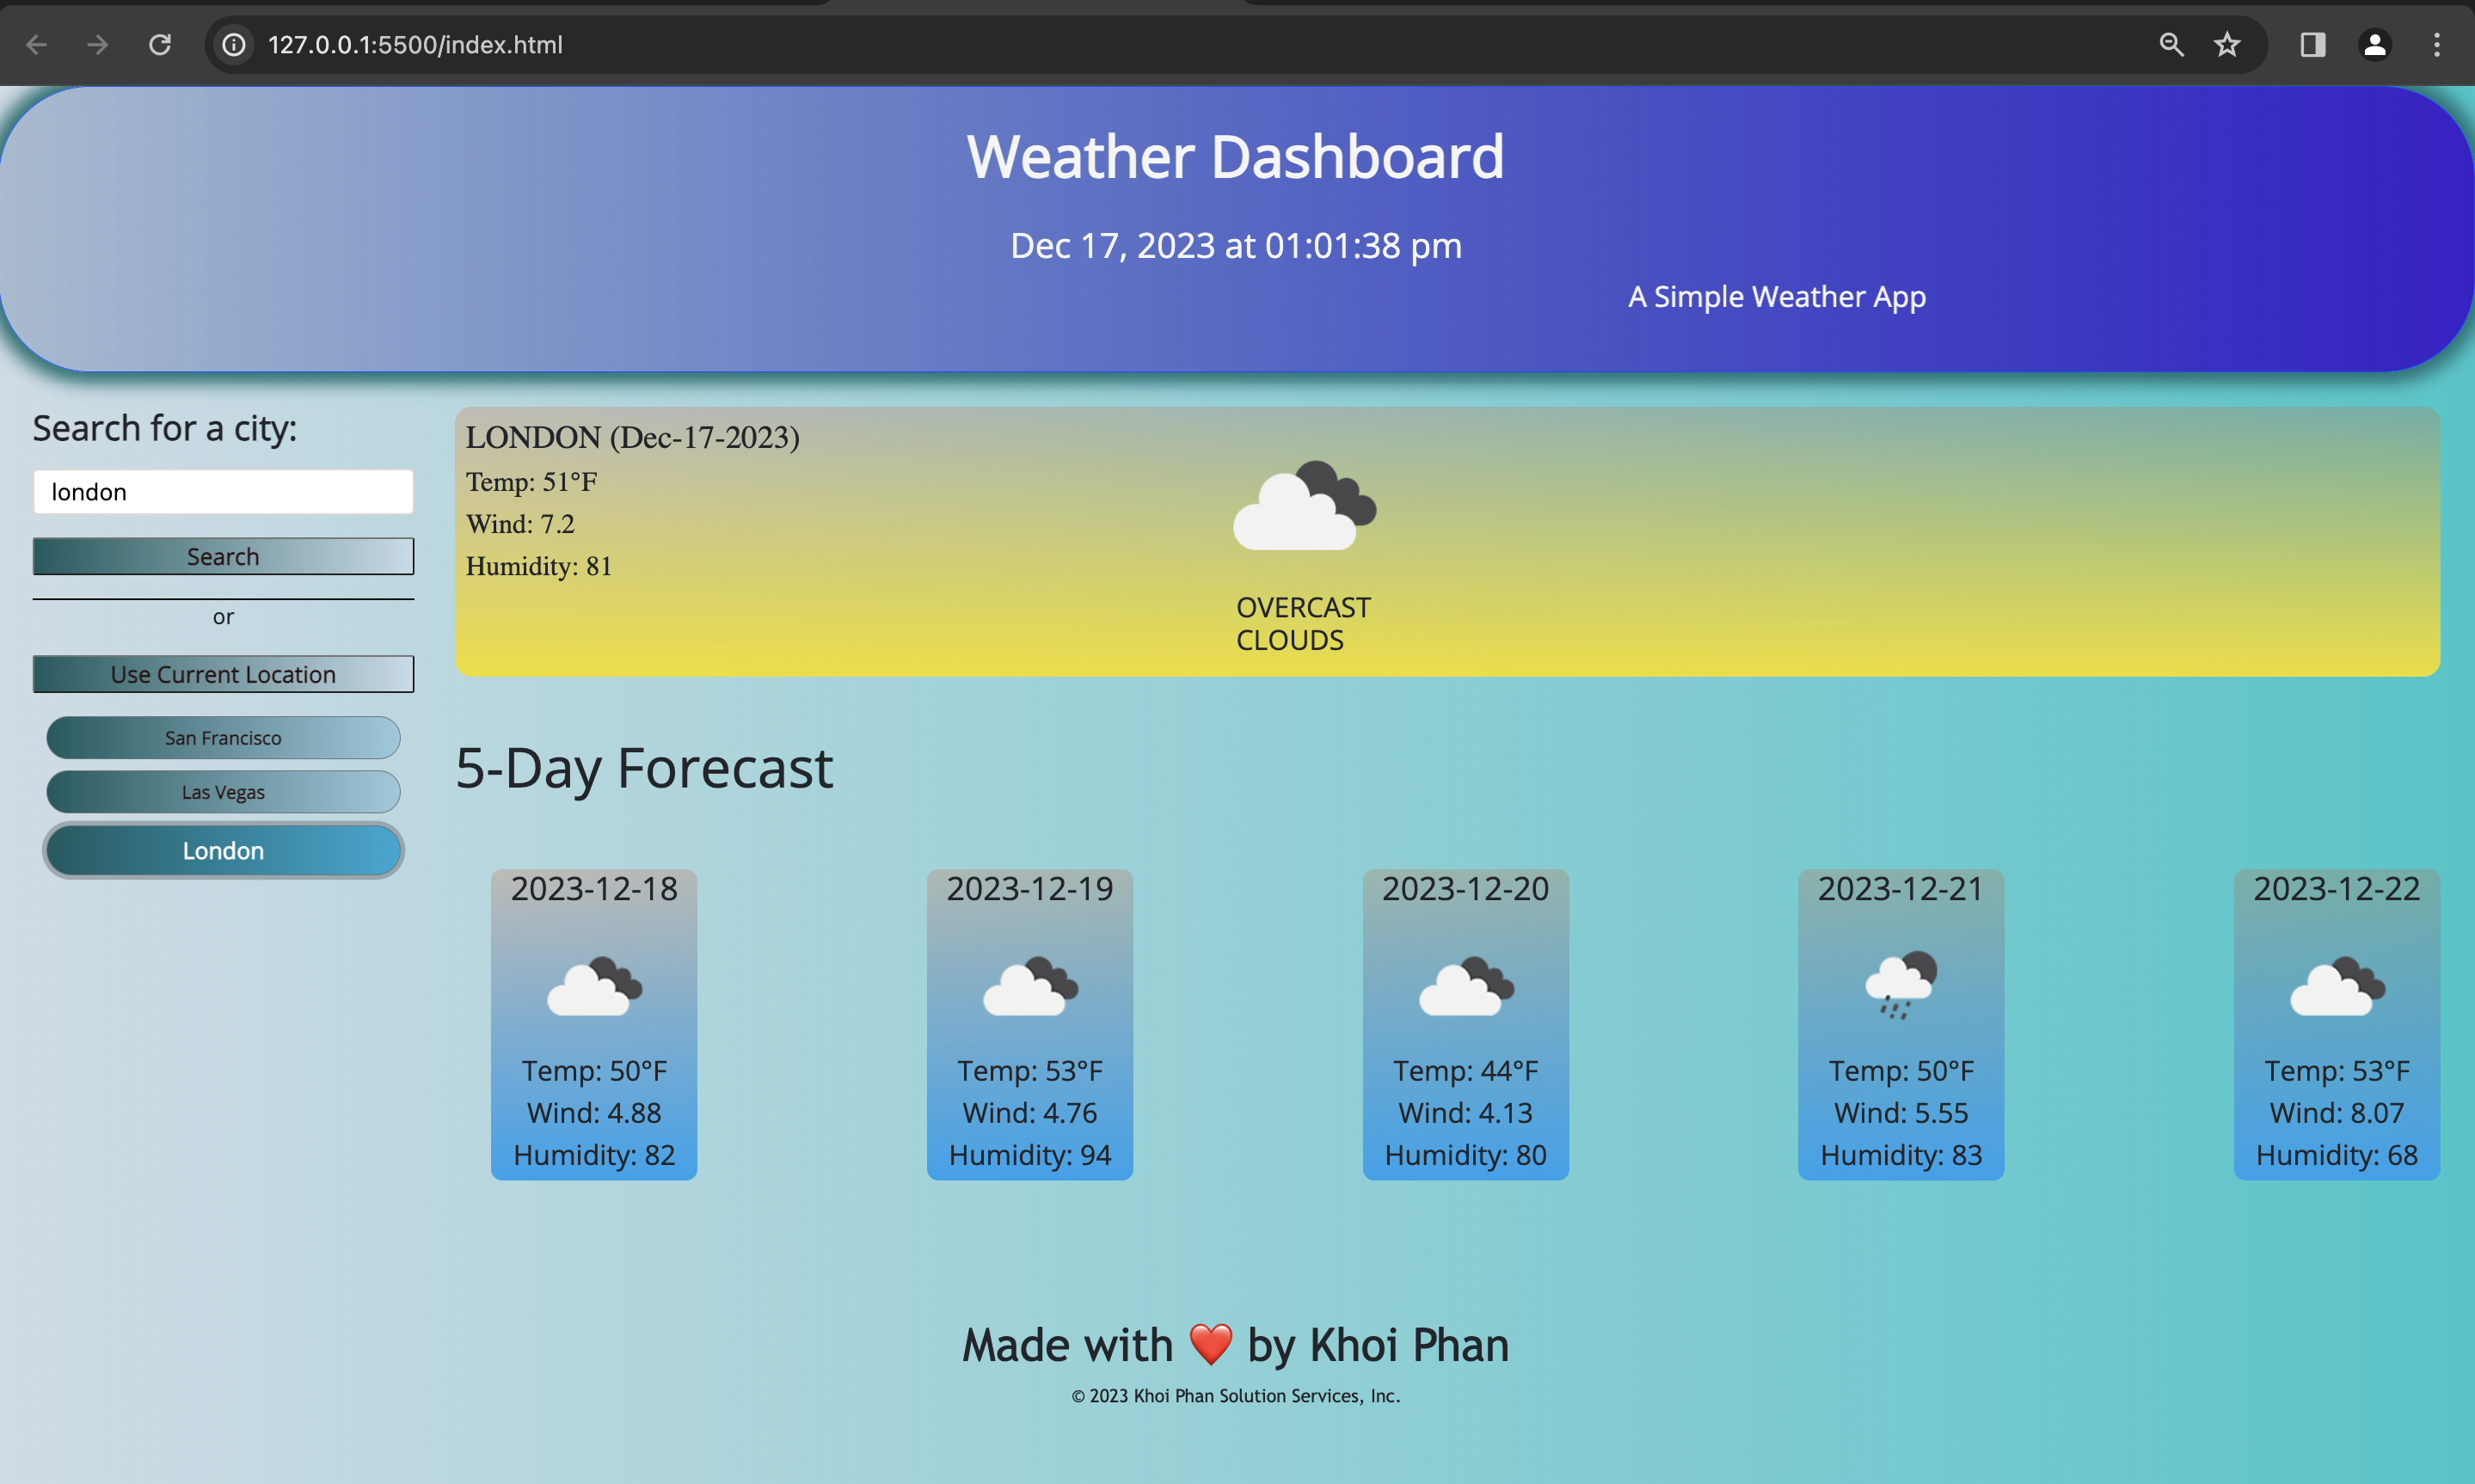 127.0.0.1:5500/index.html
Weather Dashboard
Dec 17, 2023 at 01:01:38 pm
A Simple Weather App
Search for a city:
london
Search
or
Use Current Location
San Francisco
Las Vegas
London
LONDON (Dec-17-2023)
Temp: 51°F
Wind: 7.2
Humidity: 81
OVERCAST
CLOUDS
5-Day Forecast
2023-12-18
Temp: 50°F
Wind: 4.88
Humidity: 82
2023-12-19
Temp: 53°F
Wind: 4.76
Humidity: 94
2023-12-20
Temp: 44°F
Wind: 4.13
Humidity: 80
2023-12-21
Temp: 50°F
Wind: 5.55
Humidity: 83
2023-12-22
Temp: 53°F
Wind: 8.07
Humidity: 68
Made with ❤️ by Khoi Phan
© 2023 Khoi Phan Solution Services, Inc.